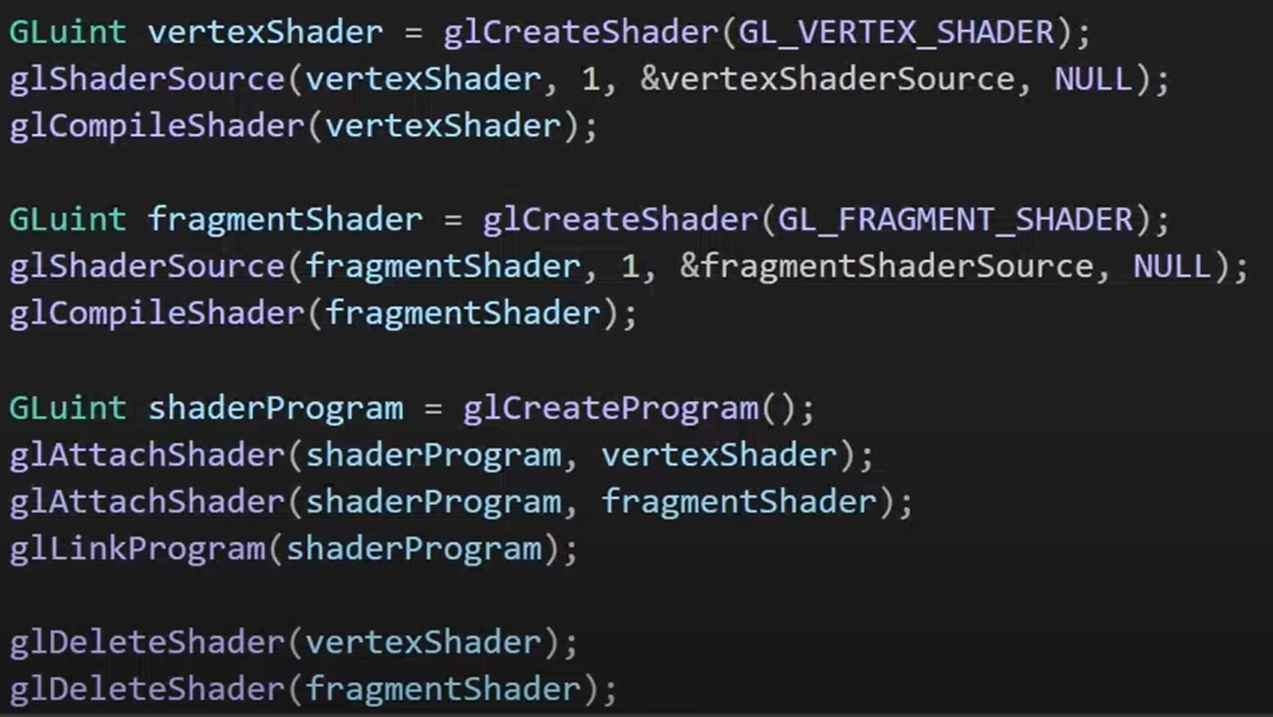 GLuint vertexShader = glCreateShader(GL_VERTEX_SHADER);
glShaderSource(vertexShader, 1, &vertexShaderSource, NULL);
glCompileShader(vertexShader);
GLuint fragmentShader = glCreateShader(GL_FRAGMENT_SHADER);
glShaderSource(fragmentShader, 1, &fragmentShaderSource, NULL);
glCompileShader(fragmentShader);
GLuint shaderProgram = glCreateProgram();
glAttachShader(shaderProgram, vertexShader);
glAttachShader(shaderProgram, fragmentShader);
glLinkProgram(shaderProgram);
glDeleteShader(vertexShader);
glDeleteShader(fragmentShader);